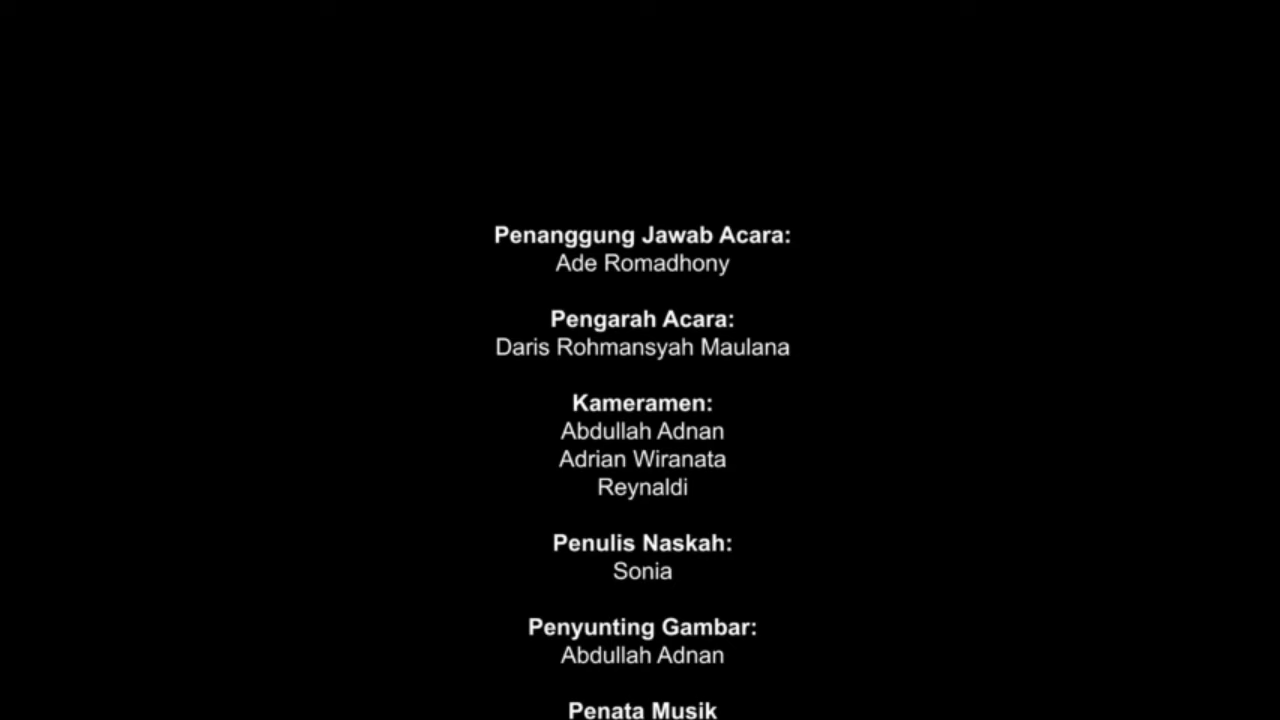 Penanggung Jawab Acara:
Ade Romadhony
Pengarah Acara:
Daris Rohmansyah Maulana
Kameramen:
Abdullah Adnan
Adrian Wiranata
Reynaldi
Penulis Naskah:
Sonia
Penyunting Gambar:
Abdullah Adnan
Penata Musik